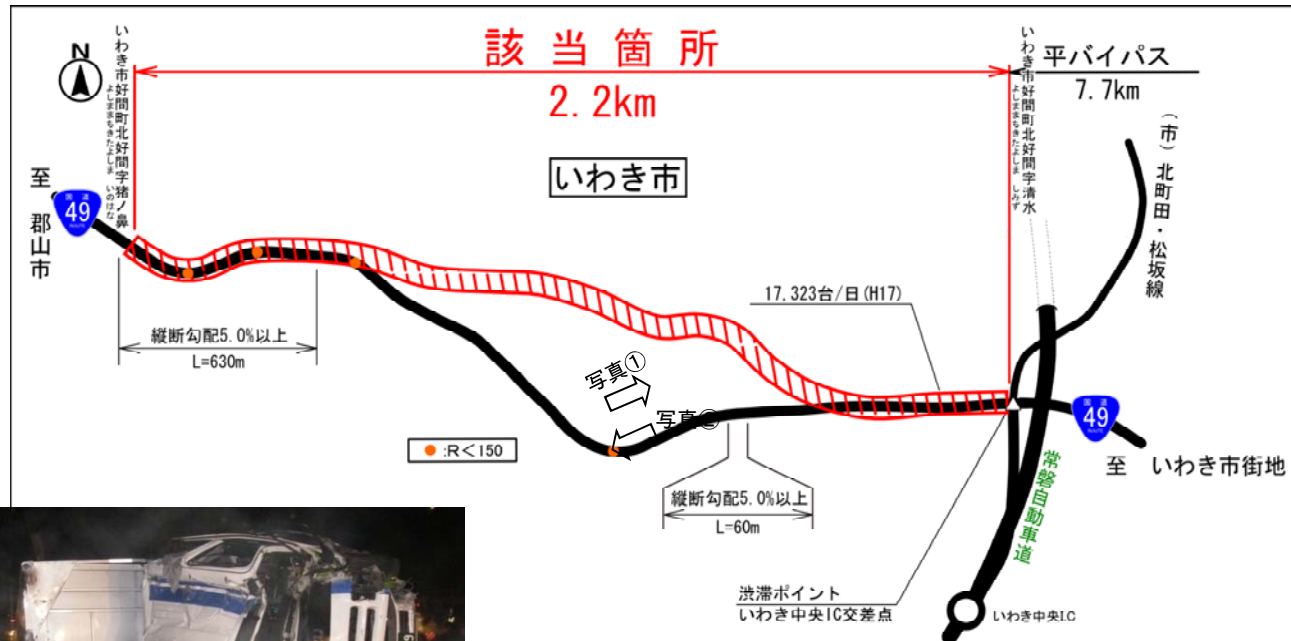 該当箇所
2.2km
平バイパス
7.7km
N
いわき市好間町北好間字猪ノ鼻
よしままちきたよしま いのはな
いわき市好間町北好間字清水
よしままちきたよしま しみず
(市)北町田・松坂線
いわき市
至 郡山市
国道
49
ROUTE
17.323台/日(H17)
縦断勾配5.0%以上
L=630m
写真①
写真②
:R<150
国道
49
ROUTE
至 いわき市街地
縦断勾配5.0%以上
L=60m
常磐自動車道
渋滞ポイント
いわき中央IC交差点
いわき中央I.C